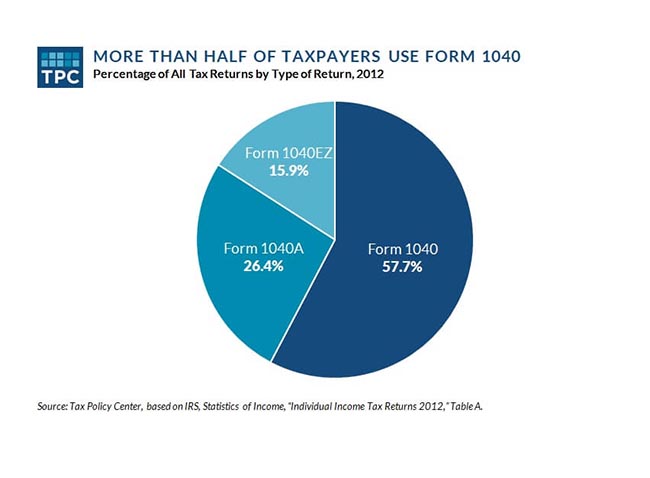 TPC
MORE THAN HALF OF TAXPAYERS USE FORM 1040
Percentage of All Tax Returns by Type of Return, 2012
Form 1040EZ
15.9%
Form 1040A
26.4%
Form 1040
57.7%
Source: Tax Policy Center, based on IRS, Statistics of Income, "Individual Income Tax Returns 2012," Table A.